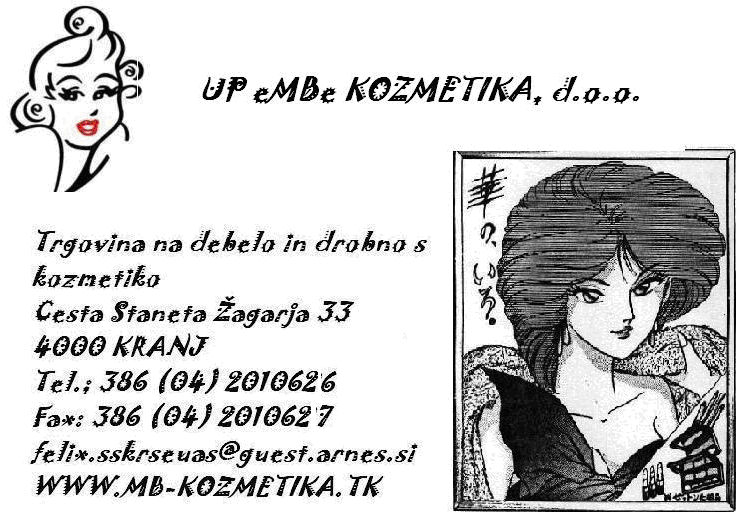 UP eMBe KOZMETIKA, d.o.o.
Trgovina na debelo in drobno s
kozmetiko
Cesta Staneta Žagarja 33
4000 KRANJ
Tel.: 386 (04) 2010626
Fax: 386 (04) 2010627
felix.sskrseuas@guest.arnes.si
WWW.MB-KOZMETIKA.TK
華のいろ。